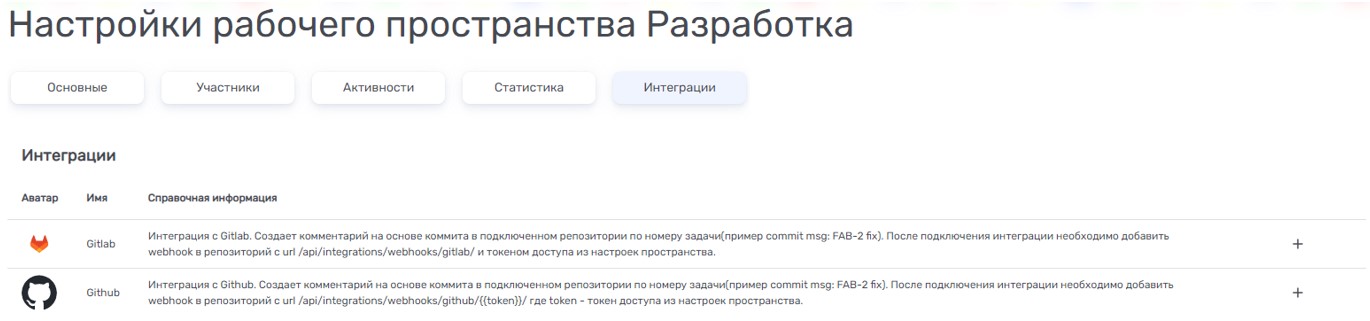 Настройки рабочего пространства Разработка
Основные Участники Активности Статистика Интеграции
Интеграции
Аватар Имя Справочная информация
Gitlab
Интеграция с Gitlab. Создает комментарий на основе коммита в подключенном репозитории по номеру задачи(пример commit msg: FAB-2 fix). После подключения интеграции необходимо добавить
webhook в репозиторий с url /api/integrations/webhooks/gitlab/ и токеном доступа из настроек пространства.
Github
Интеграция с Github. Создает комментарий на основе коммита в подключенном репозитории по номеру задачи(пример commit msg: FAB-2 fix). После подключения интеграции необходимо добавить
webhook в репозиторий с url /api/integrations/webhooks/github/{{token}}/ где token - токен доступа из настроек пространства.